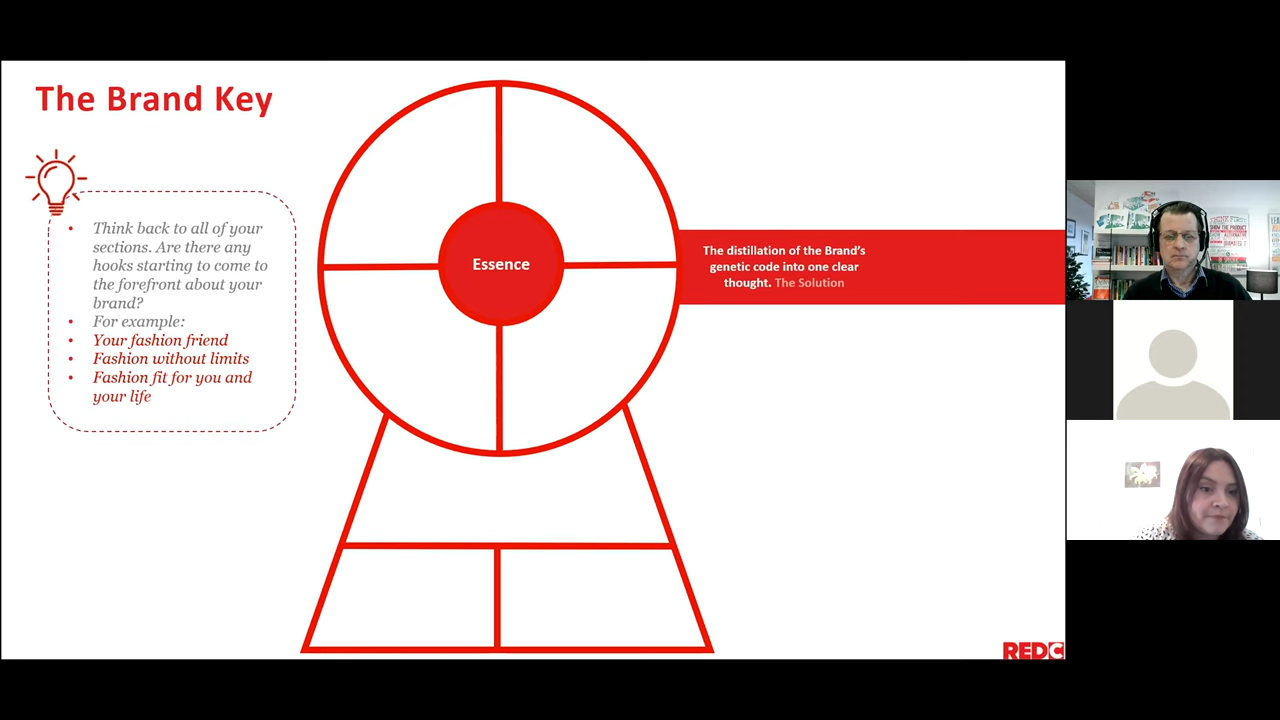 The Brand Key
• Think back to all of your
sections. Are there any
hooks starting to come to
the forefront about your
brand?
• For example:
• Your fashion friend
• Fashion without limits
• Fashion fit for you and
your life
Essence
The distillation of the Brand's
genetic code into one clear
thought. The Solution
REDC
THINK FIRST